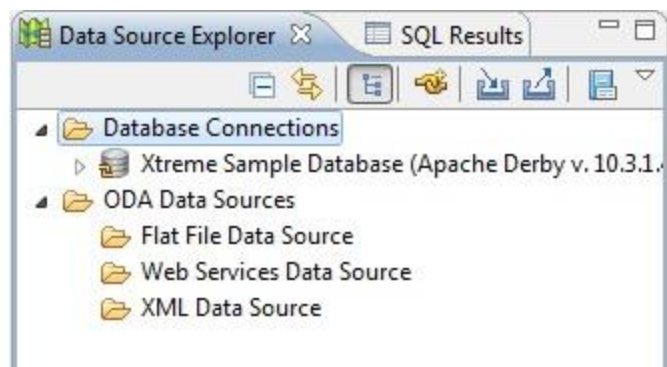 Data Source Explorer SQL Results
Database Connections
Xtreme Sample Database (Apache Derby v. 10.3.1.
ODA Data Sources
Flat File Data Source
Web Services Data Source
XML Data Source